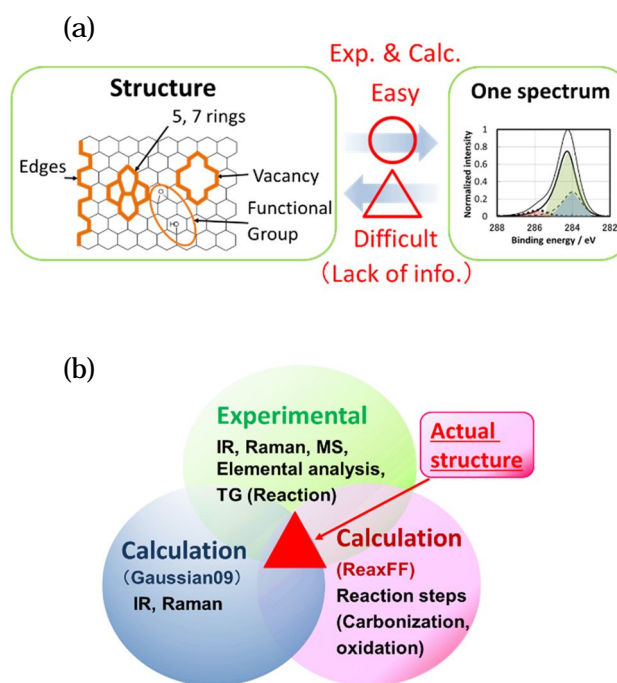 (a)
Exp. & Calc.
Easy
Structure
5, 7 rings
Edges
Vacancy
Functional
Group
O
HO
Difficult
(Lack of info.)
One spectrum
Normalized intensity
1
0.8
0.6
0.4
0.2
0
288 286 284 282
Binding energy / eV
(b)
Experimental
IR, Raman, MS,
Elemental analysis,
TG (Reaction)
Actual
structure
Calculation
(Gaussian09)
IR, Raman
Calculation
(ReaxFF)
Reaction steps
(Carbonization,
oxidation)